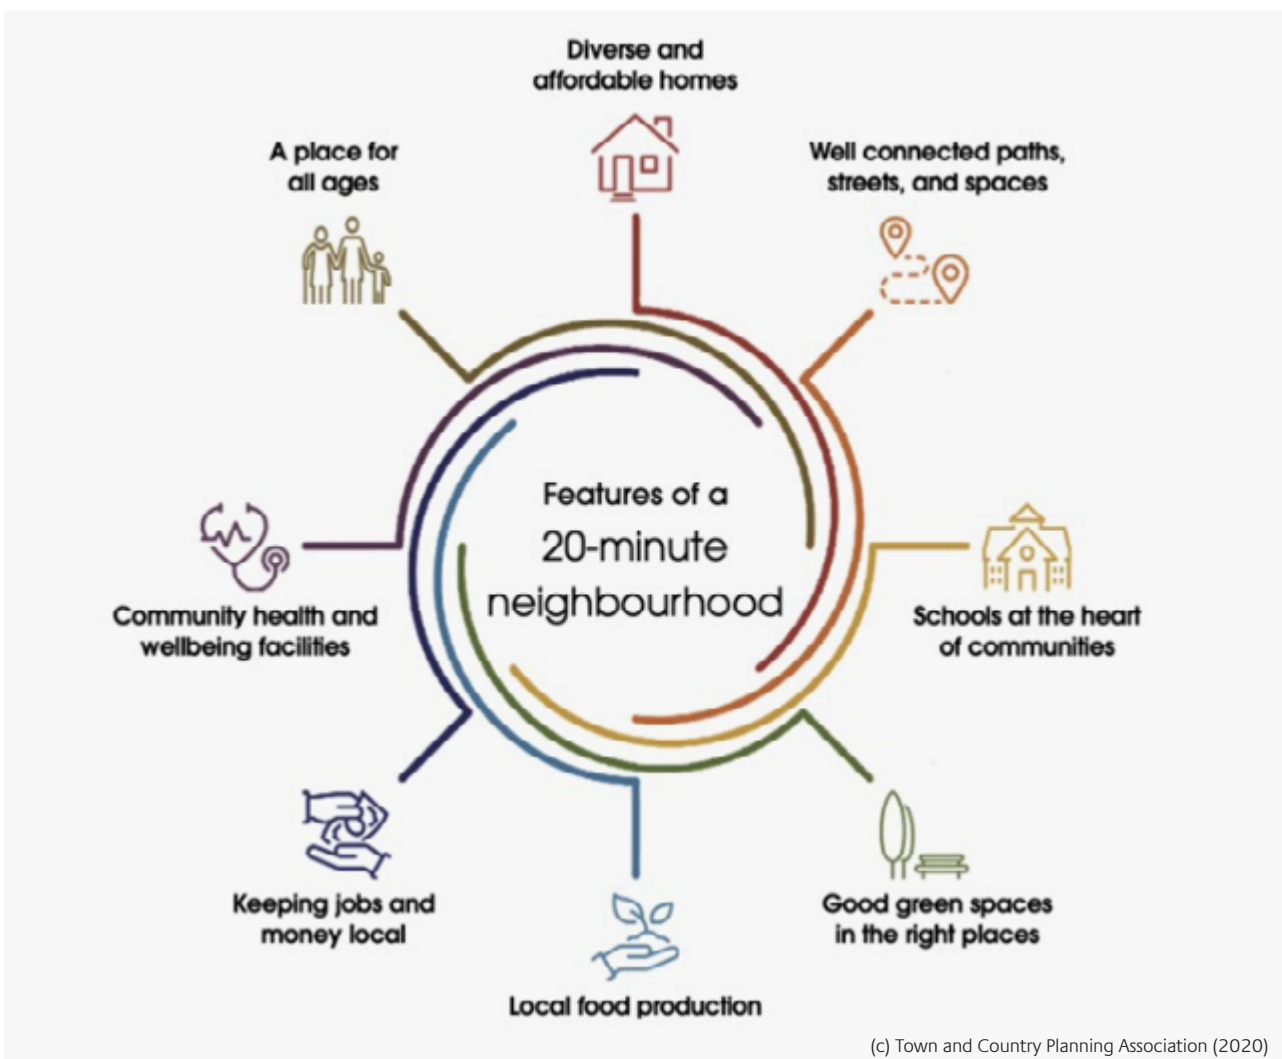 Diverse and
affordable homes
A place for
all ages
Well connected paths,
streets, and spaces
Features of a
20-minute
neighbourhood
Community health and
wellbeing facilities
Schools at the heart
of communities
Keeping jobs and
money local
Good green spaces
in the right places
Local food production
(c) Town and Country Planning Association (2020)